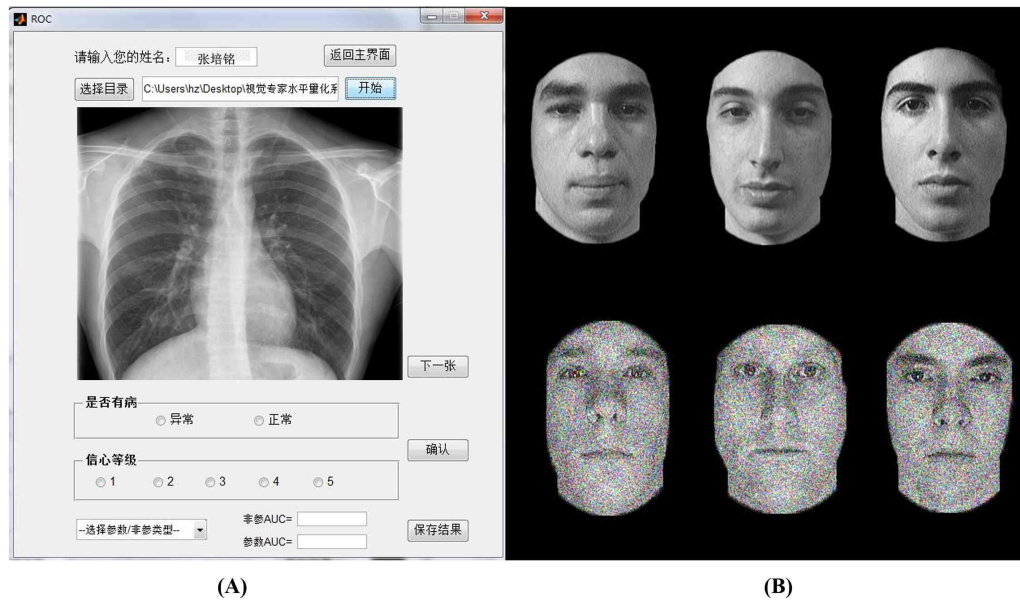 ROC
请输入您的姓名： 张培铭 返回主界面
选择目录 C:\Users\hz\Desktop\视觉专家水平量化系 开始
下一张
是否有病
异常 正常
确认
信心等级
1 2 3 4 5
--选择参数/非参类型-- 非参AUC=
参数AUC= 保存结果
(A) (B)